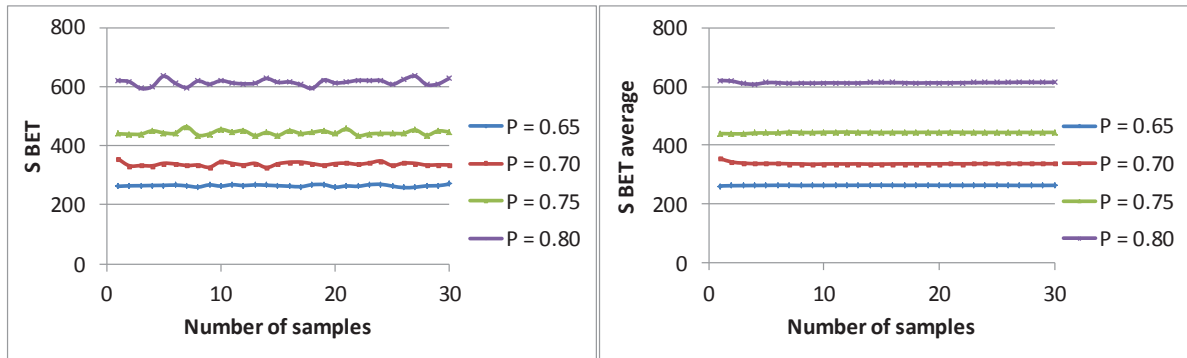 800
600
400
200
0
S BET
0 10 20 30
Number of samples
P = 0.65
P = 0.70
P = 0.75
P = 0.80
800
600
400
200
0
S BET average
0 10 20 30
Number of samples
P = 0.65
P = 0.70
P = 0.75
P = 0.80